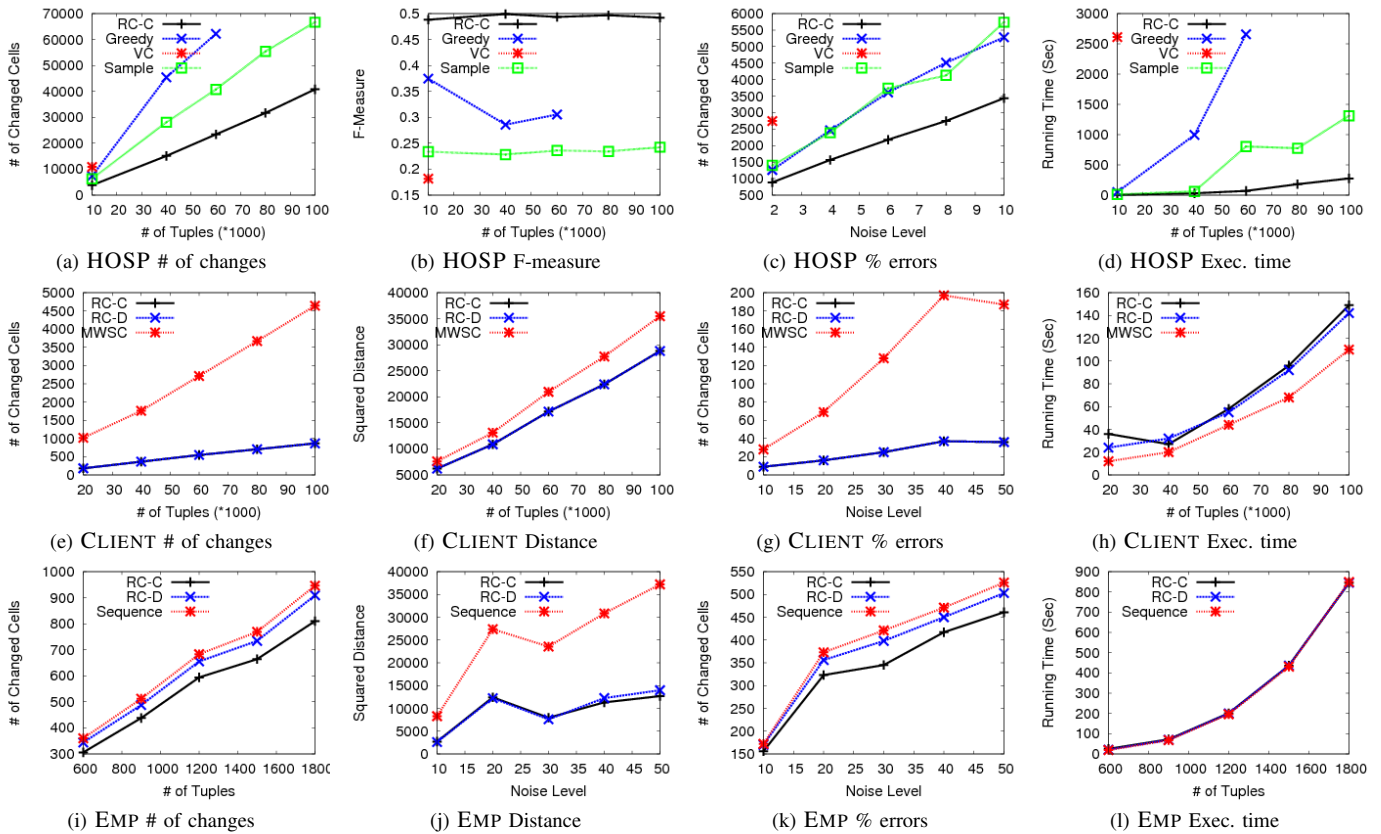 # of Changed Cells
70000
60000
50000
40000
30000
20000
10000
0
RC-C
Greedy
VC
Sample
10 20 30 40 50 60 70 80 90 100
# of Tuples (*1000)
(a) HOSP # of changes
F-Measure
0.5
0.45
0.4
0.35
0.3
0.25
0.2
0.15
RC-C
Greedy
VC
Sample
10 20 30 40 50 60 70 80 90 100
# of Tuples (*1000)
(b) HOSP F-measure
# of Changed Cells
6000
5500
5000
4500
4000
3500
3000
2500
2000
1500
1000
500
RC-C
Greedy
VC
Sample
2 3 4 5 6 7 8 9 10
Noise Level
(c) HOSP % errors
Running Time (Sec)
3000
2500
2000
1500
1000
500
0
RC-C
Greedy
VC
Sample
10 20 30 40 50 60 70 80 90 100
# of Tuples (*1000)
(d) HOSP Exec. time
# of Changed Cells
5000
4500
4000
3500
3000
2500
2000
1500
1000
500
0
RC-C
RC-D
MWSC
20 30 40 50 60 70 80 90 100
# of Tuples (*1000)
(e) CLIENT # of changes
Squared Distance
40000
35000
30000
25000
20000
15000
10000
5000
RC-C
RC-D
MWSC
20 30 40 50 60 70 80 90 100
# of Tuples (*1000)
(f) CLIENT Distance
# of Changed Cells
200
180
160
140
120
100
80
60
40
20
0
RC-C
RC-D
MWSC
10 15 20 25 30 35 40 45 50
Noise Level
(g) CLIENT % errors
Running Time (Sec)
160
140
120
100
80
60
40
20
0
RC-C
RC-D
MWSC
20 30 40 50 60 70 80 90 100
# of Tuples (*1000)
(h) CLIENT Exec. time
# of Changed Cells
1000
900
800
700
600
500
400
300
RC-C
RC-D
Sequence
600 800 1000 1200 1400 1600 1800
# of Tuples
(i) EMP # of changes
Squared Distance
40000
35000
30000
25000
20000
15000
10000
5000
0
RC-C
RC-D
Sequence
10 15 20 25 30 35 40 45 50
Noise Level
(j) EMP Distance
# of Changed Cells
550
500
450
400
350
300
250
200
150
RC-C
RC-D
Sequence
10 15 20 25 30 35 40 45 50
Noise Level
(k) EMP % errors
Running Time (Sec)
900
800
700
600
500
400
300
200
100
0
RC-C
RC-D
Sequence
600 800 1000 1200 1400 1600 1800
# of Tuples
(l) EMP Exec. time